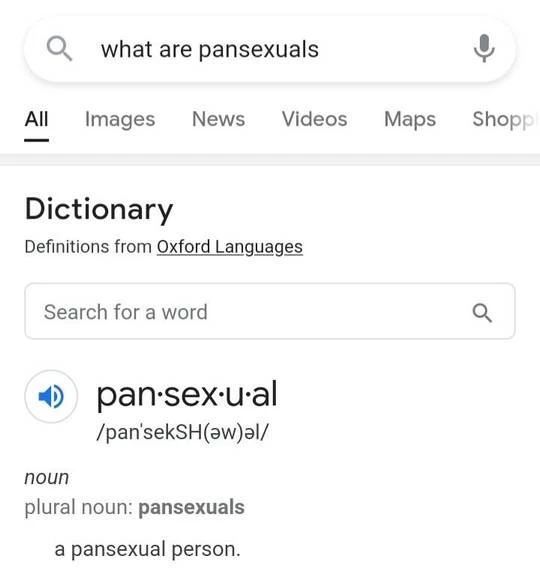 what are pansexuals
All Images News Videos Maps Shopp
Dictionary
Definitions from Oxford Languages
Search for a word
pan·sex·u·al
/panˈsekSH(əw)əl/
noun
plural noun: pansexuals
a pansexual person.